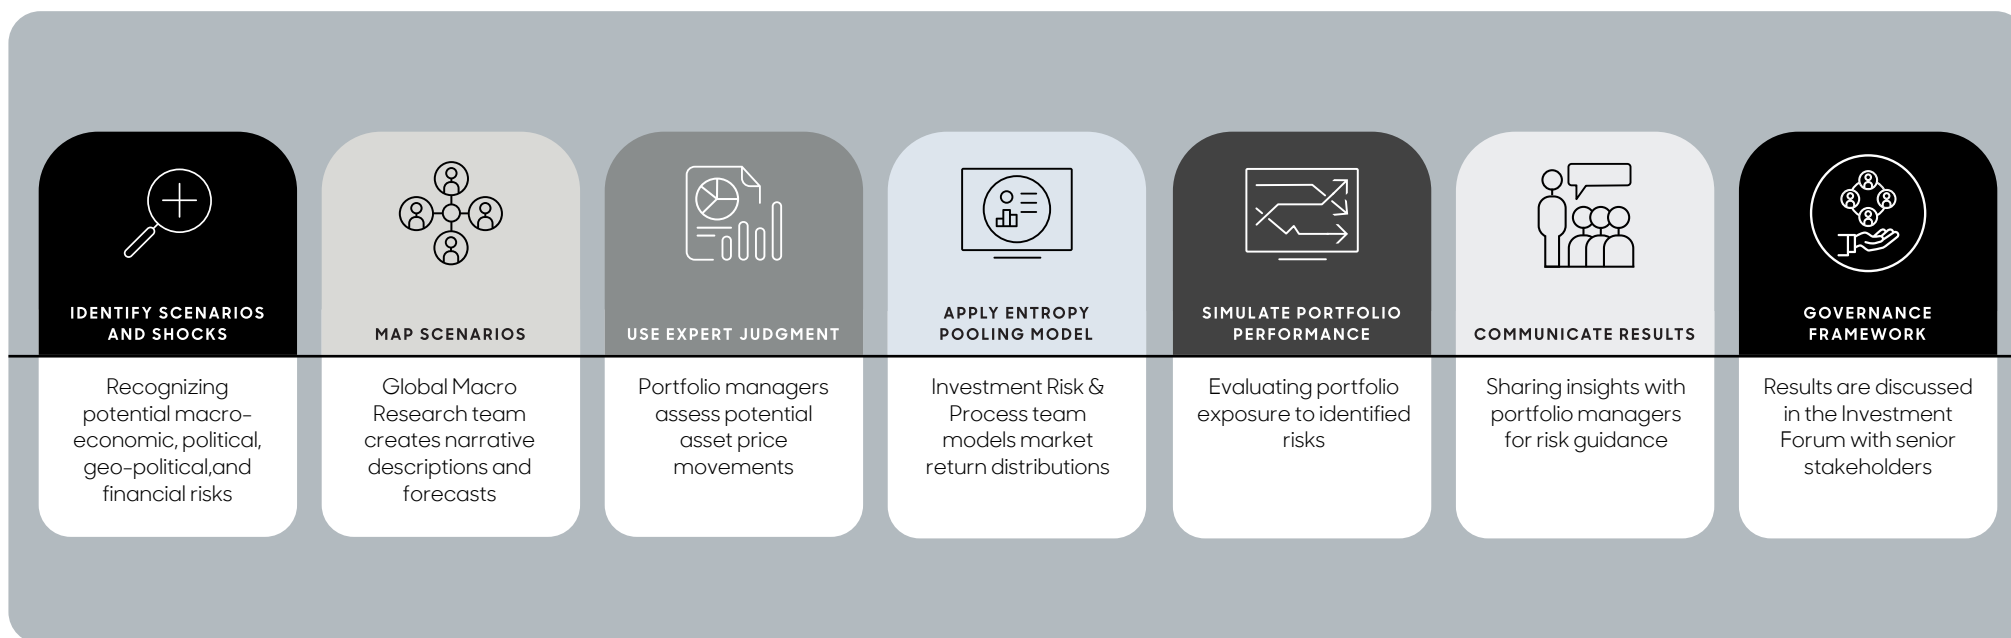 IDENTIFY SCENARIOS
AND SHOCKS
Recognizing
potential macro-
economic, political,
geo-political,and
financial risks
MAP SCENARIOS
Global Macro
Research team
creates narrative
descriptions and
forecasts
USE EXPERT JUDGMENT
Portfolio managers
assess potential
asset price
movements
APPLY ENTROPY
POOLING MODEL
Investment Risk &
Process team
models market
return distributions
SIMULATE PORTFOLIO
PERFORMANCE
Evaluating portfolio
exposure to identified
risks
COMMUNICATE RESULTS
Sharing insights with
portfolio managers
for risk guidance
GOVERNANCE
FRAMEWORK
Results are discussed
in the Investment
Forum with senior
stakeholders